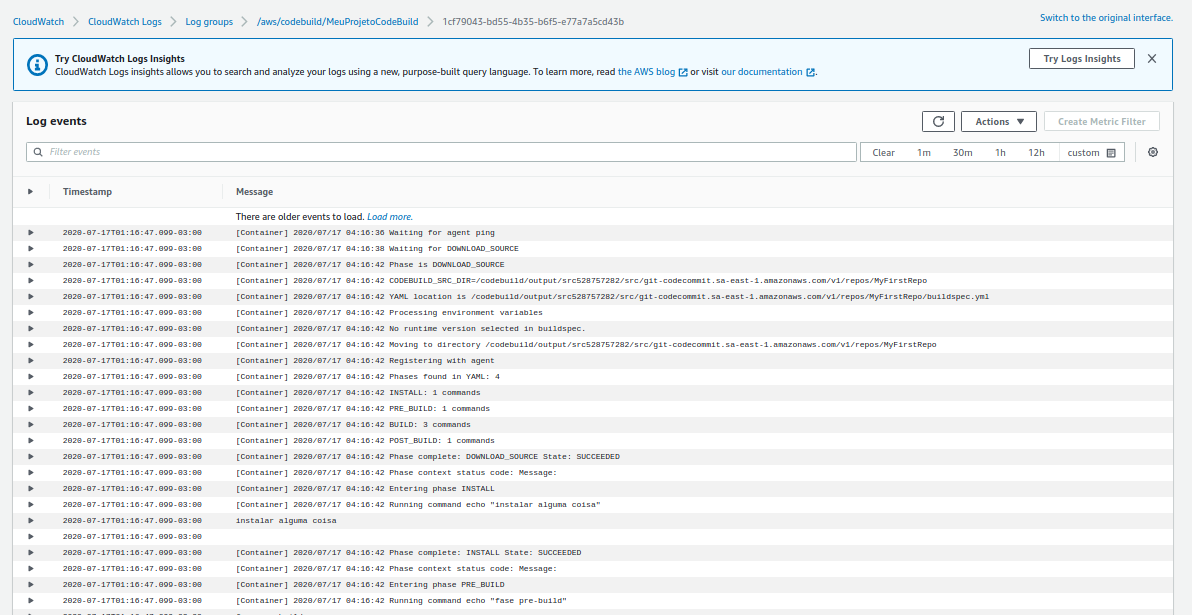 CloudWatch > CloudWatch Logs > Log groups > /aws/codebuild/MeuProjetoCodeBuild > 1cf79043-bd55-4b35-b6f5-e77a7a5cd43b
Switch to the original interface.
Try CloudWatch Logs Insights
CloudWatch Logs insights allows you to search and analyze your logs using a new, purpose-built query language. To learn more, read the AWS blog or visit our documentation.
Try Logs Insights
Log events
Actions
Create Metric Filter
Filter events
Clear 1m 30m 1h 12h custom
Timestamp Message
There are older events to load. Load more.
2020-07-17T01:16:47.099-03:00 [Container] 2020/07/17 04:16:36 Waiting for agent ping
2020-07-17T01:16:47.099-03:00 [Container] 2020/07/17 04:16:38 Waiting for DOWNLOAD_SOURCE
2020-07-17T01:16:47.099-03:00 [Container] 2020/07/17 04:16:42 Phase is DOWNLOAD_SOURCE
2020-07-17T01:16:47.099-03:00 [Container] 2020/07/17 04:16:42 CODEBUILD_SRC_DIR=/codebuild/output/src528757282/src/git-codecommit.sa-east-1.amazonaws.com/v1/repos/MyFirstRepo
2020-07-17T01:16:47.099-03:00 [Container] 2020/07/17 04:16:42 YAML location is /codebuild/output/src528757282/src/git-codecommit.sa-east-1.amazonaws.com/v1/repos/MyFirstRepo/buildspec.yml
2020-07-17T01:16:47.099-03:00 [Container] 2020/07/17 04:16:42 Processing environment variables
2020-07-17T01:16:47.099-03:00 [Container] 2020/07/17 04:16:42 No runtime version selected in buildspec.
2020-07-17T01:16:47.099-03:00 [Container] 2020/07/17 04:16:42 Moving to directory /codebuild/output/src528757282/src/git-codecommit.sa-east-1.amazonaws.com/v1/repos/MyFirstRepo
2020-07-17T01:16:47.099-03:00 [Container] 2020/07/17 04:16:42 Registering with agent
2020-07-17T01:16:47.099-03:00 [Container] 2020/07/17 04:16:42 Phases found in YAML: 4
2020-07-17T01:16:47.099-03:00 [Container] 2020/07/17 04:16:42 INSTALL: 1 commands
2020-07-17T01:16:47.099-03:00 [Container] 2020/07/17 04:16:42 PRE_BUILD: 1 commands
2020-07-17T01:16:47.099-03:00 [Container] 2020/07/17 04:16:42 BUILD: 3 commands
2020-07-17T01:16:47.099-03:00 [Container] 2020/07/17 04:16:42 POST_BUILD: 1 commands
2020-07-17T01:16:47.099-03:00 [Container] 2020/07/17 04:16:42 Phase complete: DOWNLOAD_SOURCE State: SUCCEEDED
2020-07-17T01:16:47.099-03:00 [Container] 2020/07/17 04:16:42 Phase context status code: Message:
2020-07-17T01:16:47.099-03:00 [Container] 2020/07/17 04:16:42 Entering phase INSTALL
2020-07-17T01:16:47.099-03:00 [Container] 2020/07/17 04:16:42 Running command echo "instalar alguma coisa"
2020-07-17T01:16:47.099-03:00 instalar alguma coisa
2020-07-17T01:16:47.099-03:00
2020-07-17T01:16:47.099-03:00 [Container] 2020/07/17 04:16:42 Phase complete: INSTALL State: SUCCEEDED
2020-07-17T01:16:47.099-03:00 [Container] 2020/07/17 04:16:42 Phase context status code: Message:
2020-07-17T01:16:47.099-03:00 [Container] 2020/07/17 04:16:42 Entering phase PRE_BUILD
2020-07-17T01:16:47.099-03:00 [Container] 2020/07/17 04:16:42 Running command echo "fase pre-build"